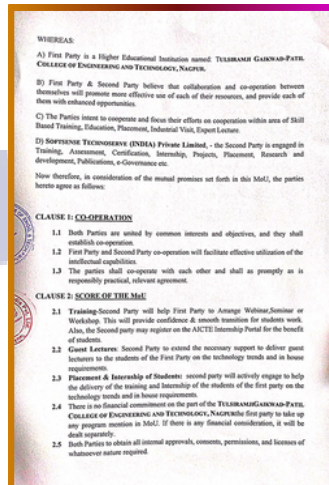 WHEREAS:
A) First Party is a Higher Educational Institution named: TULSIRAMJI GAIKWAD-PATIL
COLLEGE OF ENGINEERING AND TECHNOLOGY, NAGPUR.
B) First Party & Second Party believe that collaboration and co-operation between
themselves will promote more effective use of each of their resources, and provide each of
them with enhanced opportunities.
C) The Parties intent to cooperate and focus their efforts on cooperation within area of Skill
Based Training, Education, Placement, Industrial Visit, Expert Lecture.
D) SOFTSENSE TECHNOSERVE (INDIA) Private Limited, - the Second Party is engaged in
Training, Assessment, Certification, Internship, Projects, Placement, Research and
development, Publications, e-Governance etc.
Now therefore, in consideration of the mutual promises set forth in this MoU, the parties
hereto agree as follows:
CLAUSE 1: CO-OPERATION
1.1 Both Parties are united by common interests and objectives, and they shall
establish co-operation.
1.2 First Party and Second Party co-operation will facilitate effective utilization of the
intellectual capabilities.
1.3 The parties shall co-operate with each other and shall as promptly as is
responsibly practical, relevant agreement.
CLAUSE 2: SCORE OF THE MoU
2.1 Training-Second Party will help First Party to Arrange Webinar,Seminar or
Workshop. This will provide confidence & smooth transition for students work.
Also, the Second Party may register on the AICTE Internship Portal for the benefit
of students.
2.2 Guest Lectures: Second Party to extend the necessary support to deliver guest
lecturers to the students of the First Party on the technology trends and in house
requirements.
2.3 Placement & Internship of Students: second party will actively engage to help
the delivery of the training and Internship of the students of the first party on the
technology trends and in house requirements.
2.4 There is no financial commitment on the part of the TULSIRAMJIGAIKWAD-PATIL
COLLEGE OF ENGINEERING AND TECHNOLOGY, NAGPURthe first party to take up
any program mention in MoU. If there is any financial consideration, it will be
dealt separately.
2.5 Both Parties to obtain all internal approvals, consents, permissions, and licenses of
whatsoever nature required.